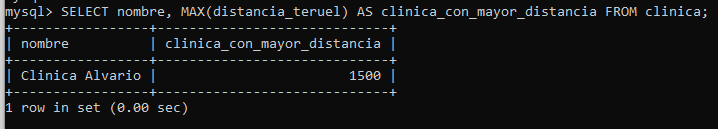 mysql> SELECT nombre, MAX(distancia_teruel) AS clinica_con_mayor_distancia FROM clinica;
+-----------------+-----------------------------+
| nombre          | clinica_con_mayor_distancia |
+-----------------+-----------------------------+
| Clinica Alvario |                        1500 |
+-----------------+-----------------------------+
1 row in set (0.00 sec)